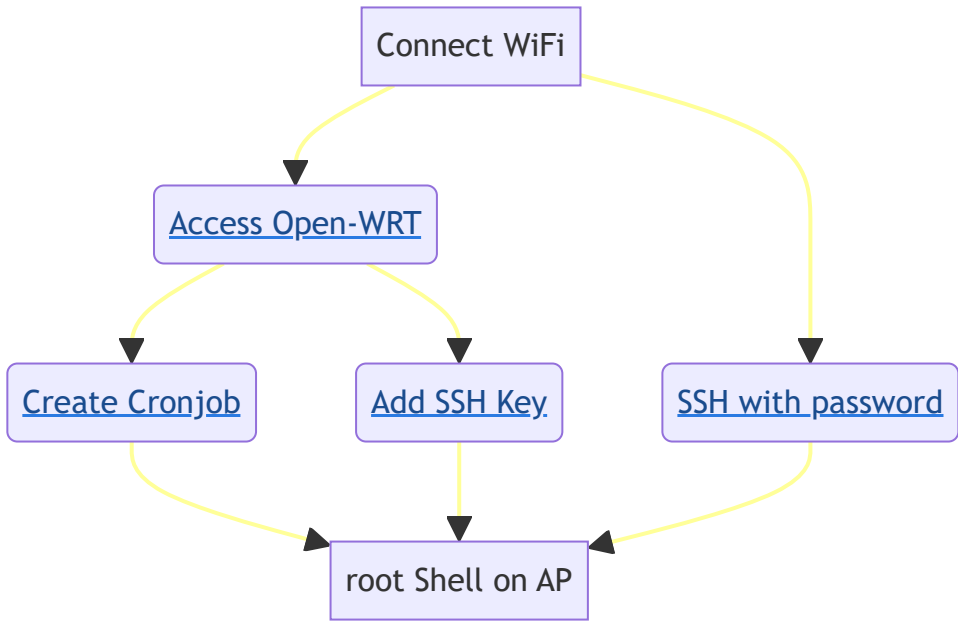 Connect WiFi
Access Open-WRT
Create Cronjob
Add SSH Key
SSH with password
root Shell on AP